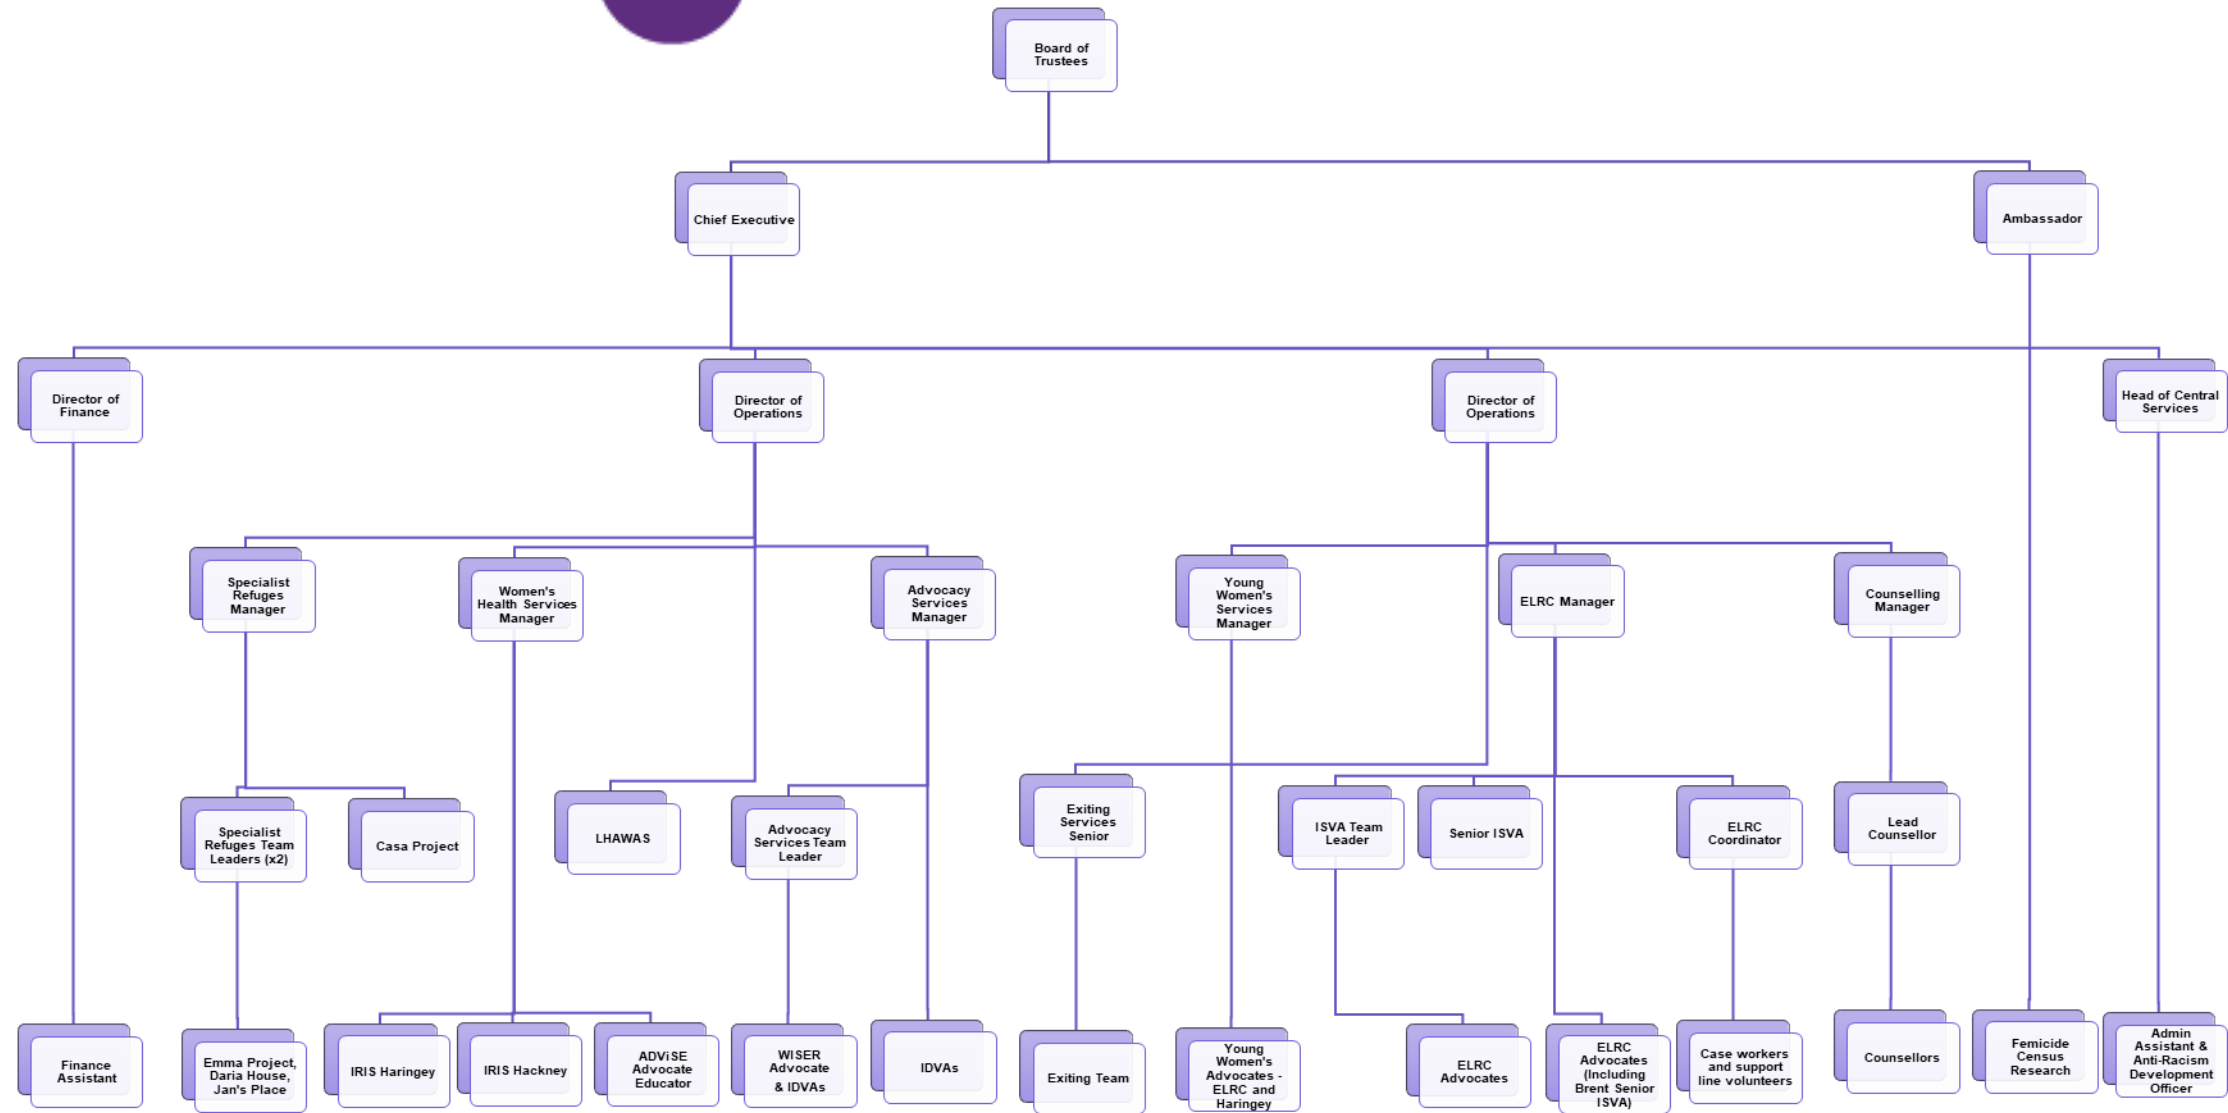 Board of
Trustees
Chief Executive
Ambassador
Director of
Finance
Director of
Operations
Director of
Operations
Head of Central
Services
Specialist
Refuges
Manager
Women's
Health Services
Manager
Advocacy
Services
Manager
Young
Women's
Services
Manager
ELRC Manager
Counselling
Manager
Specialist
Refuges Team
Leaders (x2)
Casa Project
LHAWAS
Advocacy
Services Team
Leader
Exiting
Services
Senior
ISVA Team
Leader
Senior ISVA
ELRC
Coordinator
Lead
Counsellor
Finance
Assistant
Emma Project,
Daria House,
Jan's Place
IRIS Haringey
IRIS Hackney
ADViSE
Advocate
Educator
WISER
Advocate
& IDVAs
IDVAs
Exiting Team
Young
Women's
Advocates -
ELRC and
Haringey
ELRC
Advocates
ELRC
Advocates
(Including
Brent Senior
ISVA)
Case workers
and support
line volunteers
Counsellors
Femicide
Census
Research
Admin
Assistant &
Anti-Racism
Development
Officer